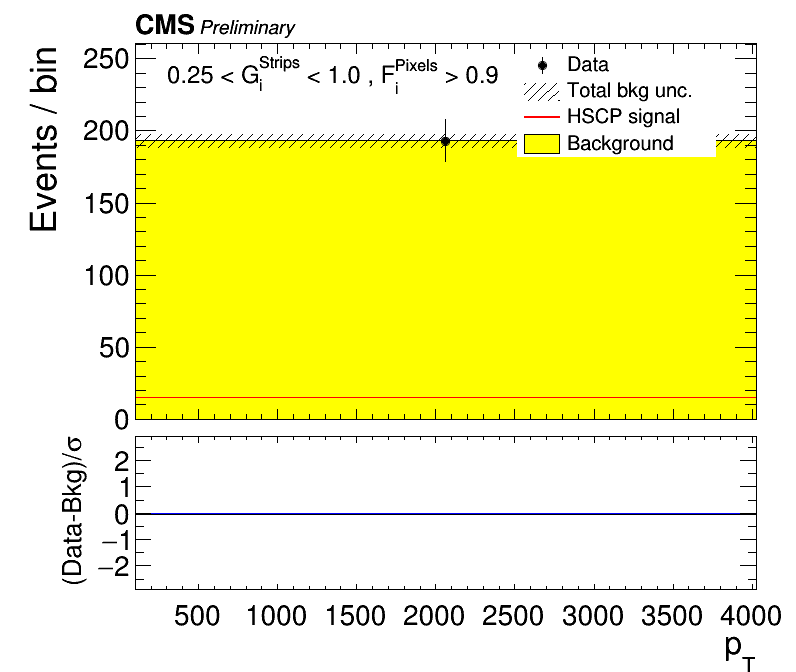 CMS Preliminary
Events / bin
250
200
150
100
50
0
0.25 < G_i^Strips < 1.0 , F_i^Pixels > 0.9
Data
Total bkg unc.
HSCP signal
Background
(Data-Bkg)/σ
2
1
0
−1
−2
500 1000 1500 2000 2500 3000 3500 4000
p_T